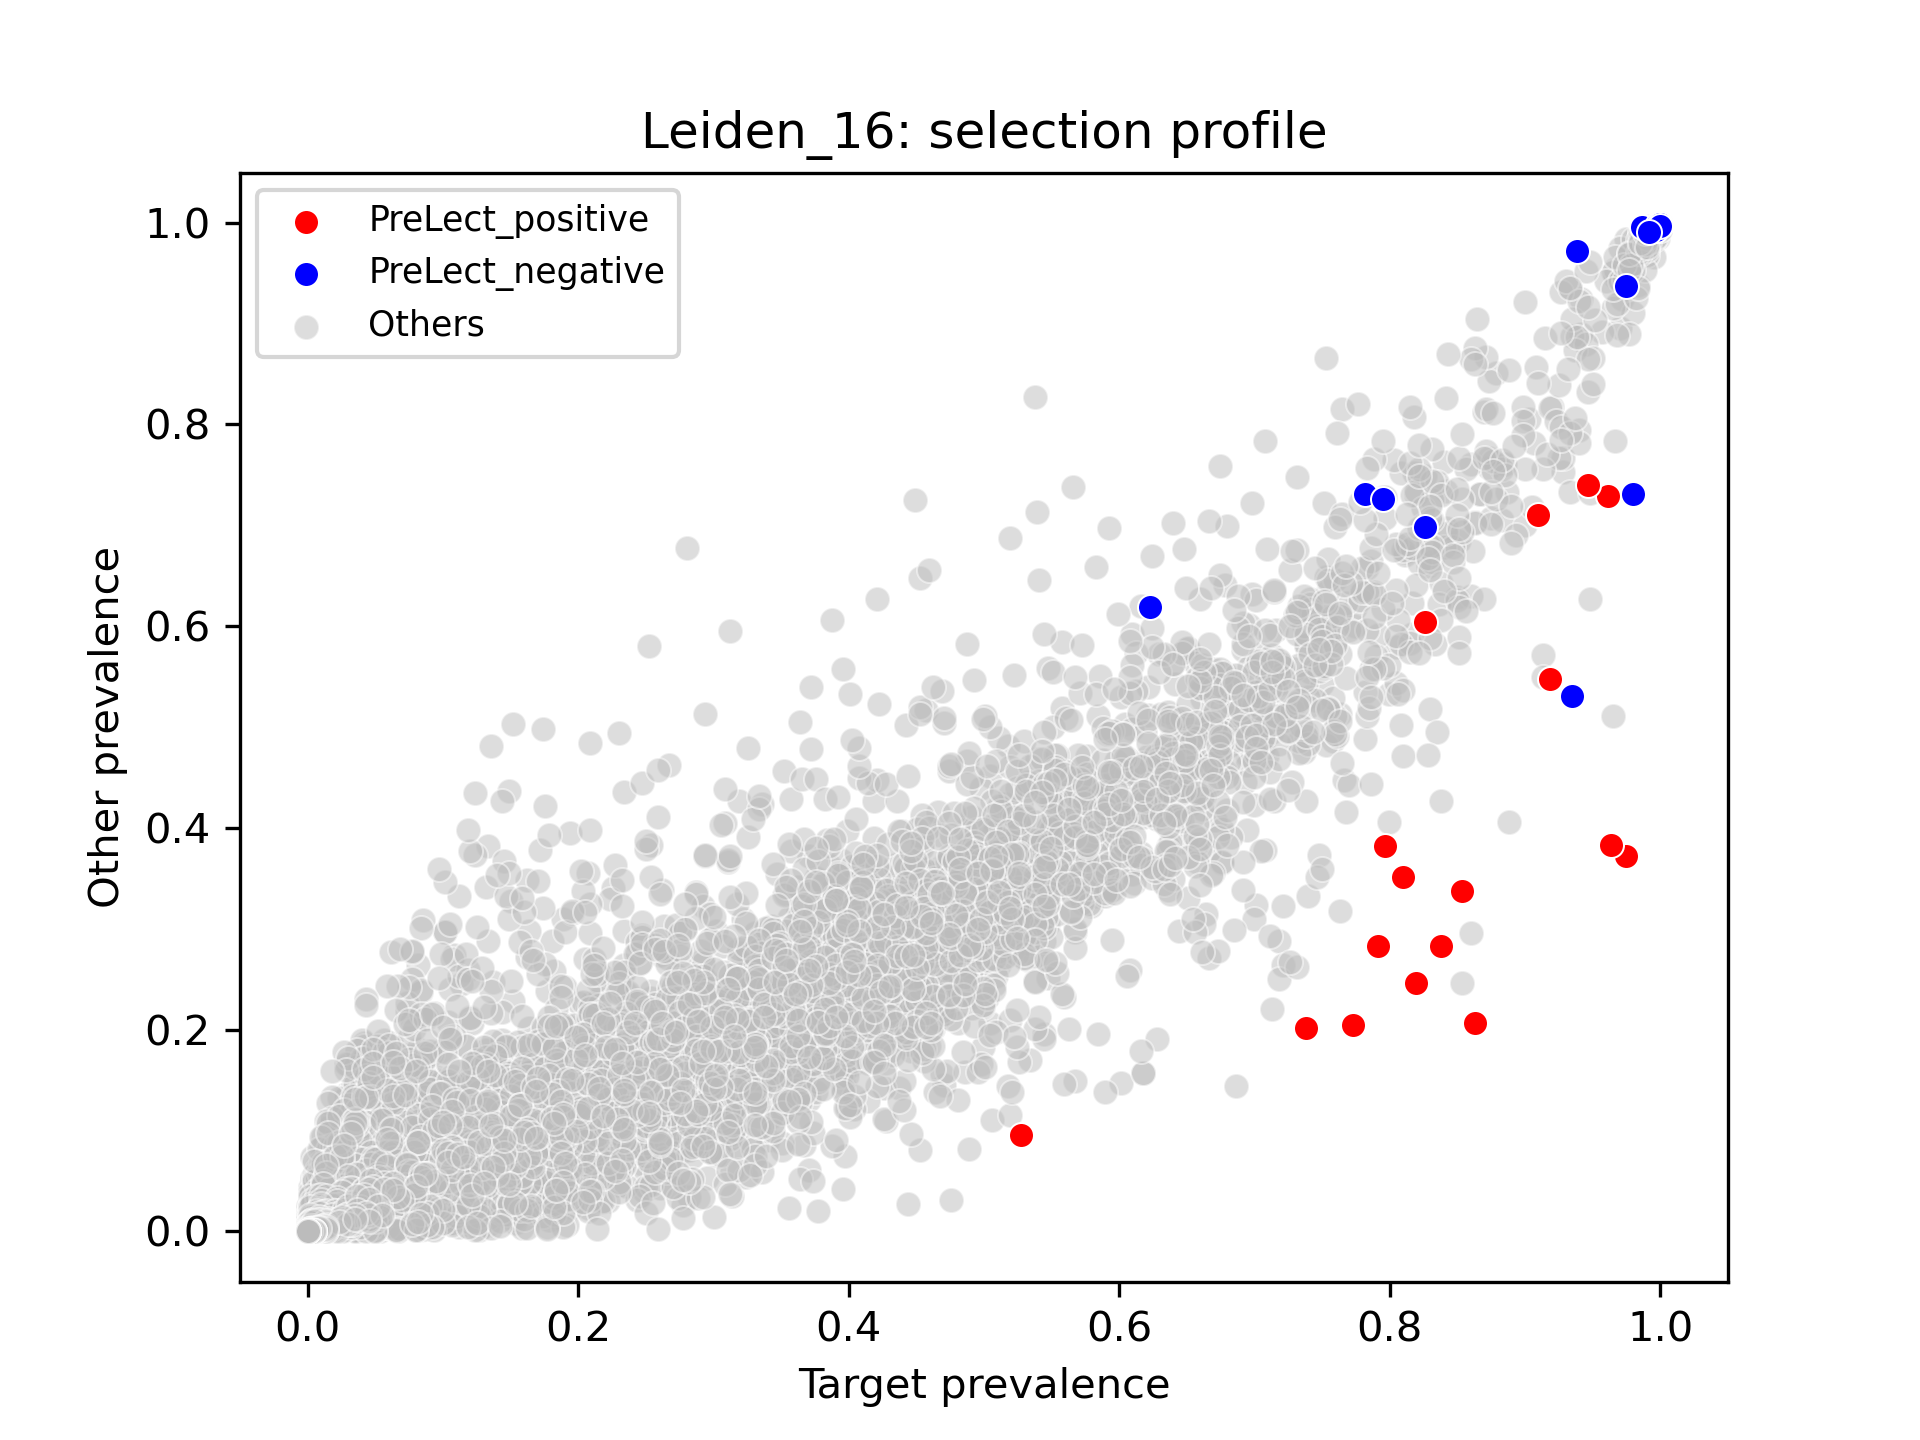 Leiden_16: selection profile
PreLect_positive
PreLect_negative
Others
1.0
0.8
0.6
0.4
0.2
0.0
Other prevalence
0.0 0.2 0.4 0.6 0.8 1.0
Target prevalence